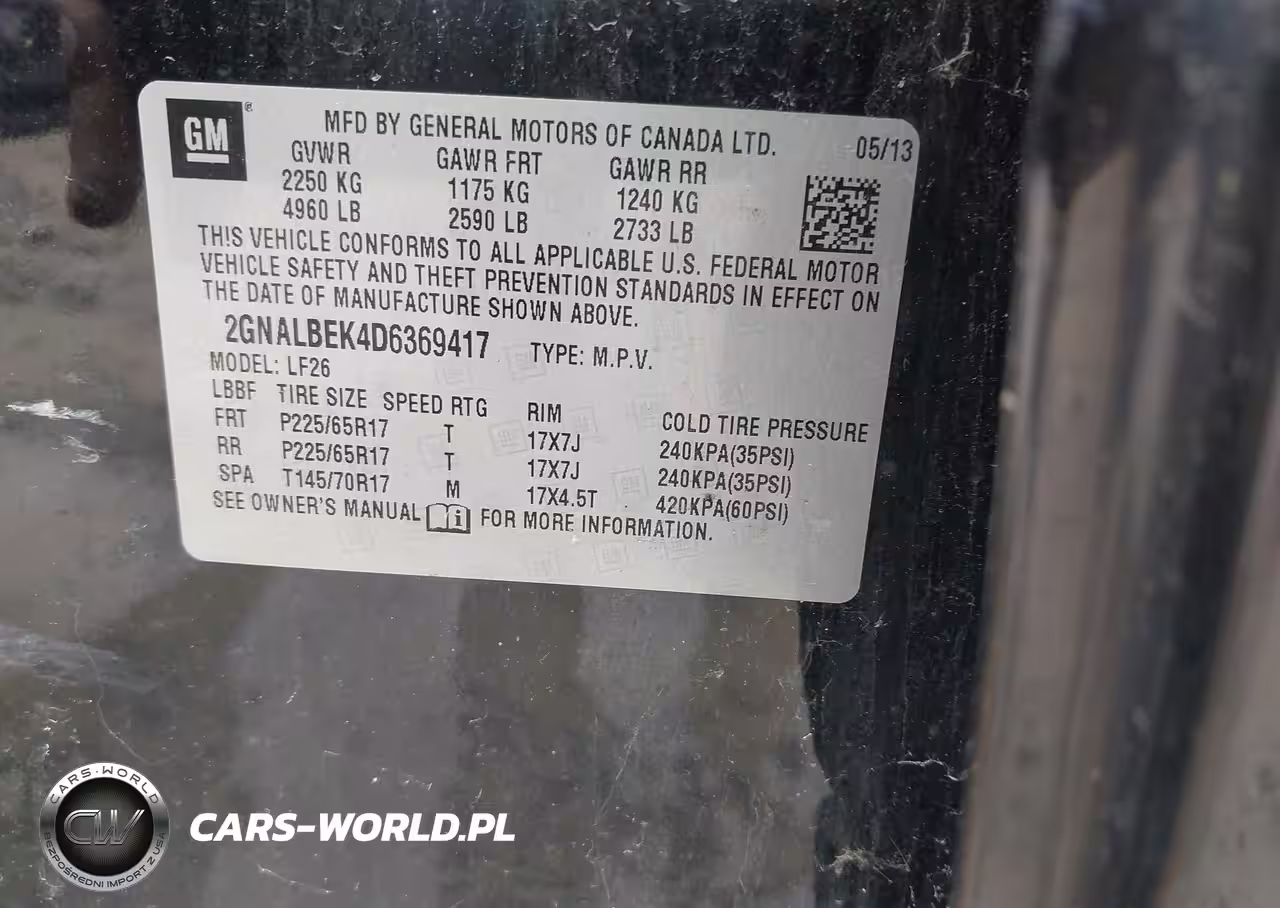 GM ®
MFD BY GENERAL MOTORS OF CANADA LTD. 05/13
GVWR GAWR FRT GAWR RR
2250 KG 1175 KG 1240 KG
4960 LB 2590 LB 2733 LB
THIS VEHICLE CONFORMS TO ALL APPLICABLE U.S. FEDERAL MOTOR
VEHICLE SAFETY AND THEFT PREVENTION STANDARDS IN EFFECT ON
THE DATE OF MANUFACTURE SHOWN ABOVE.
2GNALBEK4D6369417 TYPE: M.P.V.
MODEL: LF26
LBBF TIRE SIZE SPEED RTG RIM COLD TIRE PRESSURE
FRT P225/65R17 T 17X7J 240KPA(35PSI)
RR P225/65R17 T 17X7J 240KPA(35PSI)
SPA T145/70R17 M 17X4.5T 420KPA(60PSI)
SEE OWNER'S MANUAL i FOR MORE INFORMATION.
CARS-WORLD
CW
BEZPOŚREDNI IMPORT Z USA
CARS-WORLD.PL